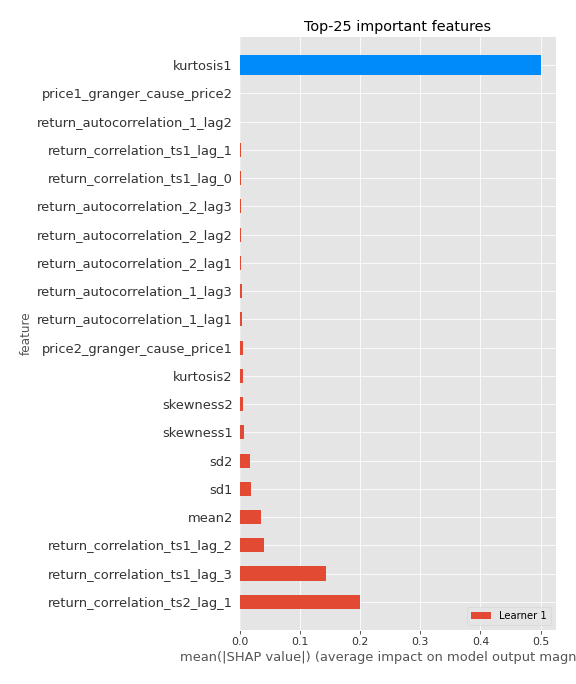 Top-25 important features
kurtosis1
price1_granger_cause_price2
return_autocorrelation_1_lag2
return_correlation_ts1_lag_1
return_correlation_ts1_lag_0
return_autocorrelation_2_lag3
return_autocorrelation_2_lag2
return_autocorrelation_2_lag1
return_autocorrelation_1_lag3
return_autocorrelation_1_lag1
price2_granger_cause_price1
kurtosis2
skewness2
skewness1
sd2
sd1
mean2
return_correlation_ts1_lag_2
return_correlation_ts1_lag_3
return_correlation_ts2_lag_1
feature
Learner 1
0.0 0.1 0.2 0.3 0.4 0.5
mean(|SHAP value|) (average impact on model output magn